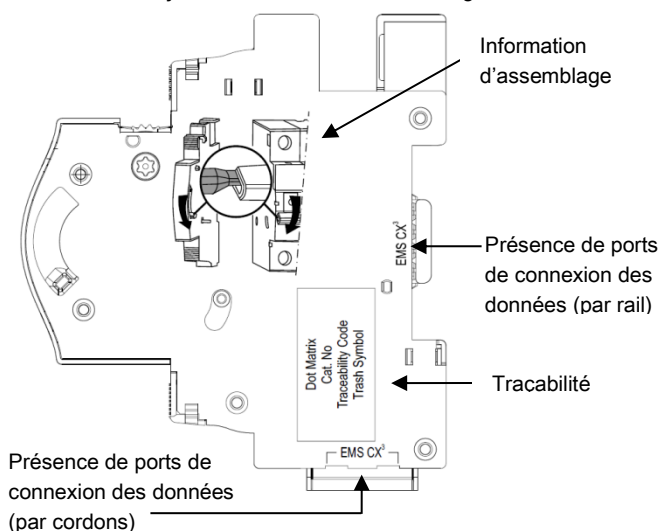 Information
d'assemblage
EMS CX³
Présence de ports
de connexion des
données (par rail)
Dot Matrix
Cat. No
Traceability Code
Trash Symbol
Tracabilité
EMS CX³
Présence de ports de
connexion des données
(par cordons)